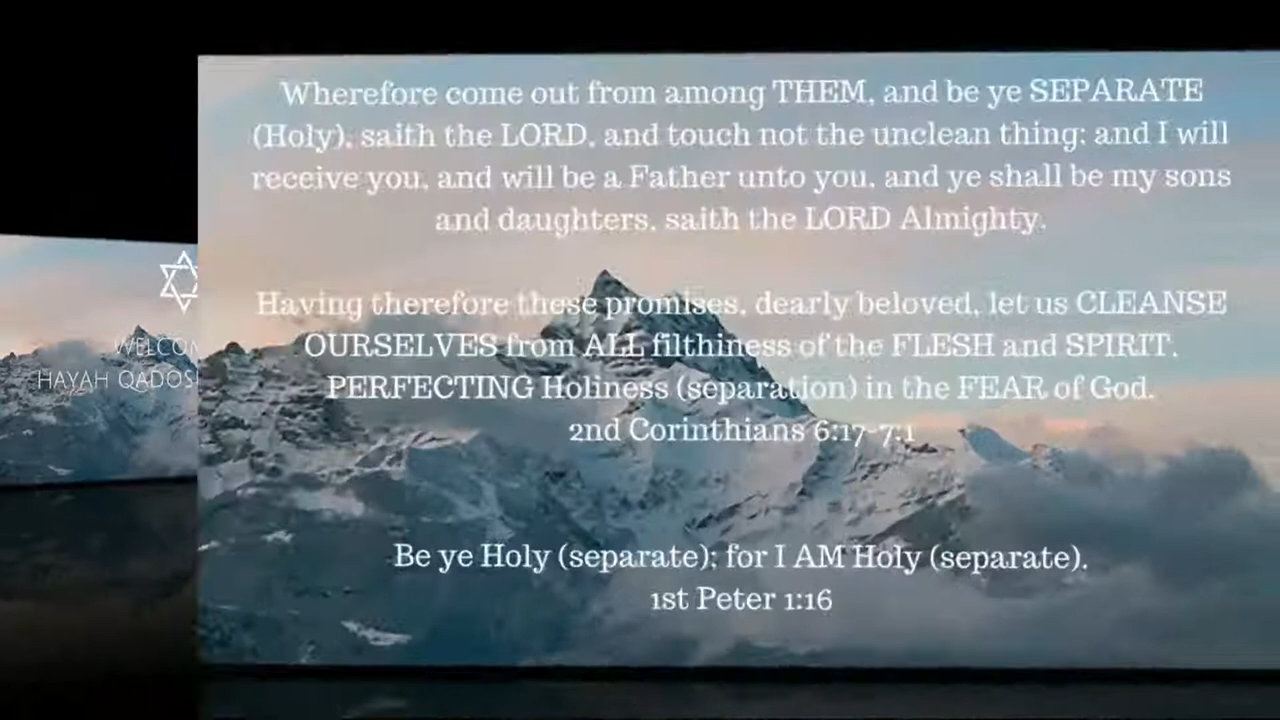 Wherefore come out from among THEM, and be ye SEPARATE
(Holy), saith the LORD, and touch not the unclean thing; and I will
receive you, and will be a Father unto you, and ye shall be my sons
and daughters, saith the LORD Almighty.
Having therefore these promises, dearly beloved, let us CLEANSE
OURSELVES from ALL filthiness of the FLESH and SPIRIT,
PERFECTING Holiness (separation) in the FEAR of God.
2nd Corinthians 6:17-7:1
Be ye Holy (separate); for I AM Holy (separate).
1st Peter 1:16
WELCOM
HAYAH QADOS